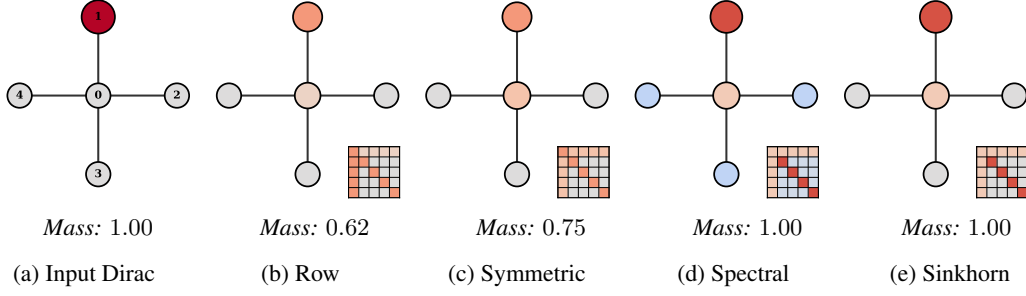 1
4 0 2
3
Mass: 1.00 Mass: 0.62 Mass: 0.75 Mass: 1.00 Mass: 1.00
(a) Input Dirac (b) Row (c) Symmetric (d) Spectral (e) Sinkhorn